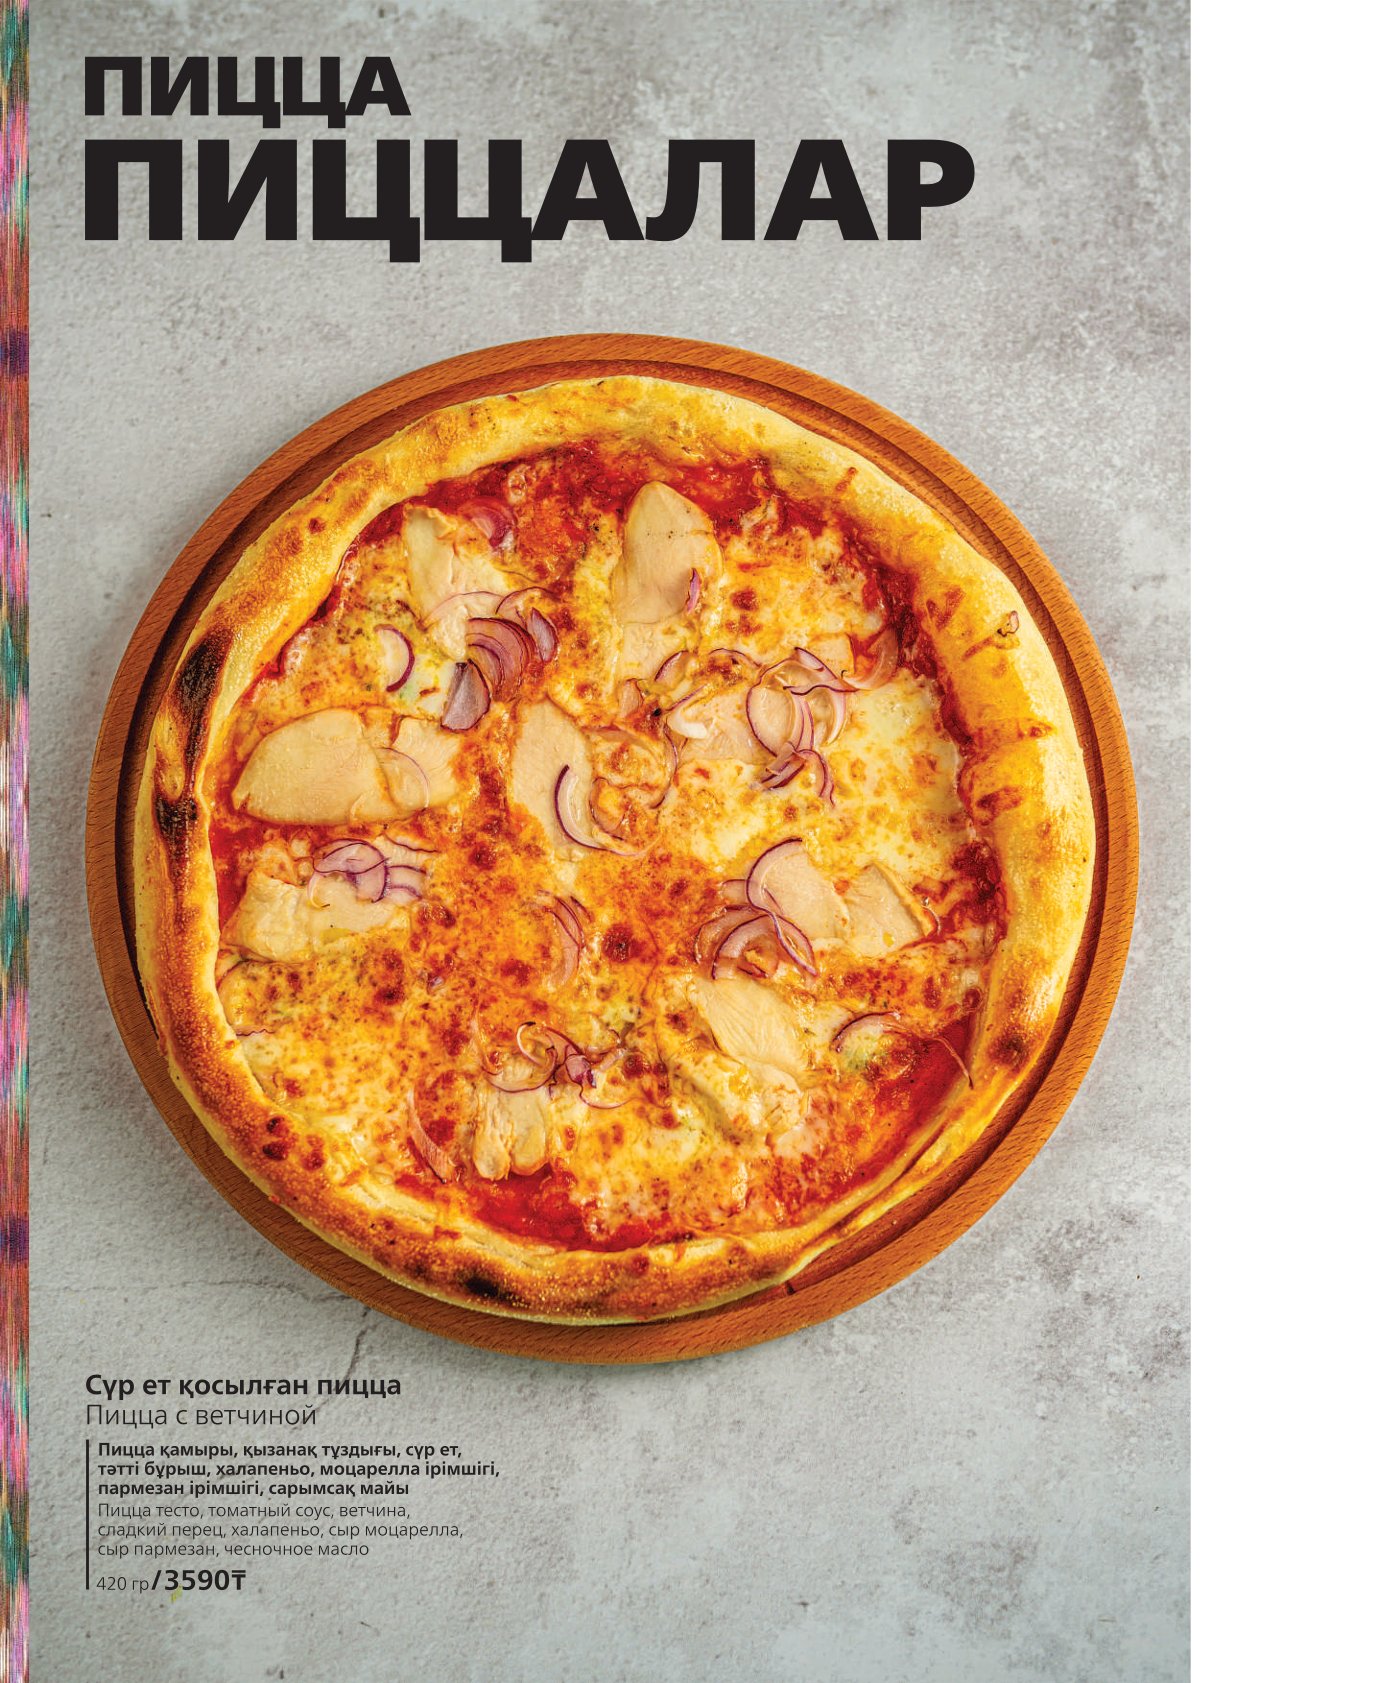 ПИЦЦА
ПИЦЦАЛАР
Сүр ет қосылған пицца
Пицца с ветчиной
Пицца қамыры, қызанақ тұздығы, сүр ет,
тәтті бұрыш, халапеньо, моцарелла ірімшігі,
пармезан ірімшігі, сарымсақ майы
Пицца тесто, томатный соус, ветчина,
сладкий перец, халапеньо, сыр моцарелла,
сыр пармезан, чесночное масло
420 гр/3590₸